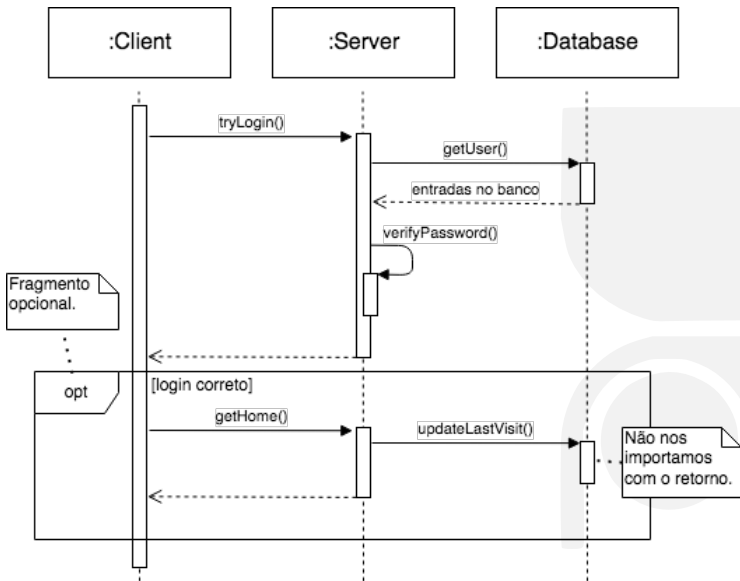 :Client
:Server
:Database
tryLogin()
getUser()
entradas no banco
verifyPassword()
Fragmento
opcional.
opt
[login correto]
getHome()
updateLastVisit()
Não nos
importamos
com o retorno.